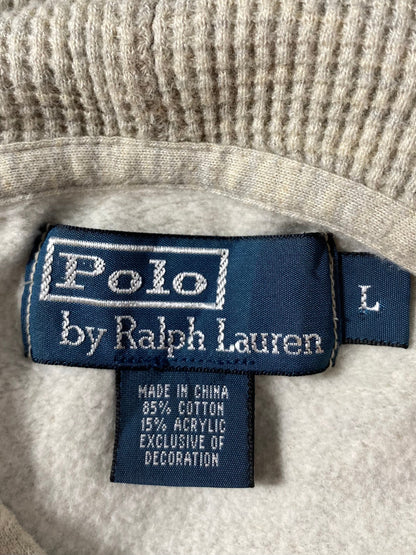 Polo
by Ralph Lauren
L
MADE IN CHINA
85% COTTON
15% ACRYLIC
EXCLUSIVE OF
DECORATION